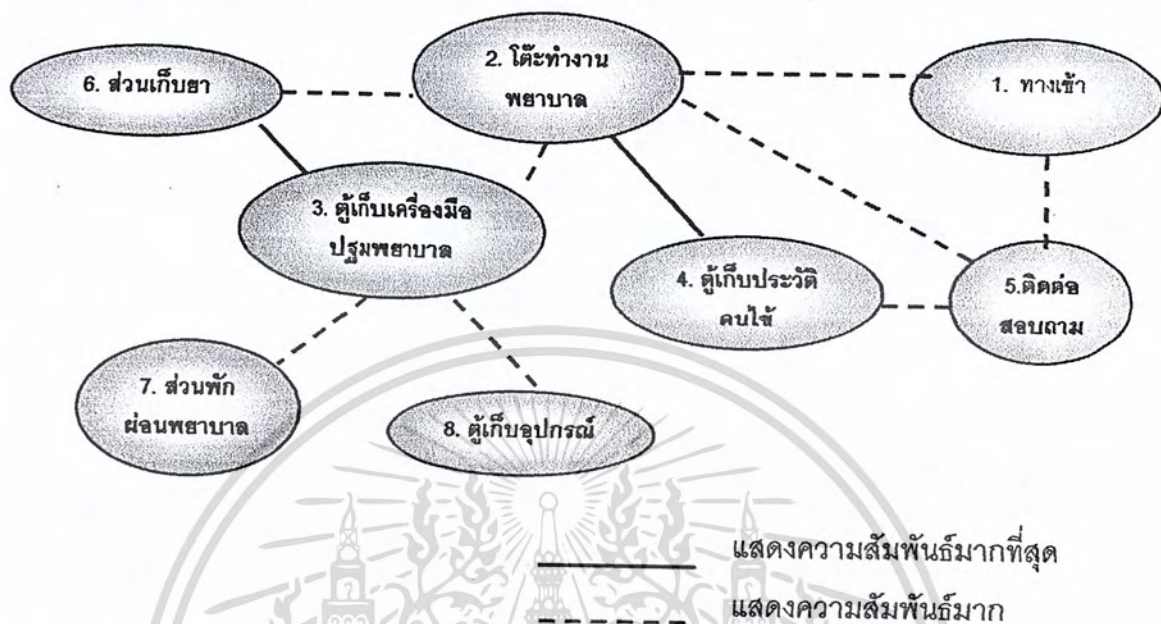 6. ส่วนเก็บยา
2. โต๊ะทำงาน
พยาบาล
1. ทางเข้า
3. ตู้เก็บเครื่องมือ
ปฐมพยาบาล
4. ตู้เก็บประวัติ
คนไข้
5.ติดต่อ
สอบถาม
7. ส่วนพัก
ผ่อนพยาบาล
8. ตู้เก็บอุปกรณ์
แสดงความสัมพันธ์มากที่สุด
แสดงความสัมพันธ์มาก